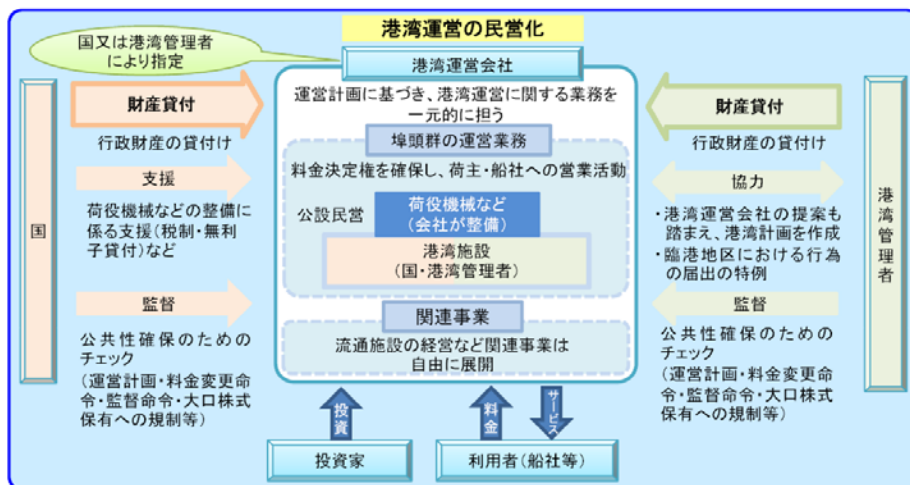 港湾運営の民営化
国又は港湾管理者
により指定
港湾運営会社
運営計画に基づき、港湾運営に関する業務を
一元的に担う
埠頭群の運営業務
料金決定権を確保し、荷主・船社への営業活動
公設民営
荷役機械など
(会社が整備)
港湾施設
(国・港湾管理者)
関連事業
流通施設の経営など関連事業は
自由に展開
国
財産貸付
行政財産の貸付け
支援
荷役機械などの整備に
係る支援(税制・無利
子貸付)など
監督
公共性確保のための
チェック
(運営計画・料金変更命
令・監督命令・大口株式
保有への規制等)
財産貸付
行政財産の貸付け
協力
・港湾運営会社の提案も
踏まえ、港湾計画を作成
・臨港地区における行為
の届出の特例
監督
公共性確保のための
チェック
(運営計画・料金変更命
令・監督命令・大口株式
保有への規制等)
港湾管理者
投資
料金
サービス
投資家
利用者(船社等)